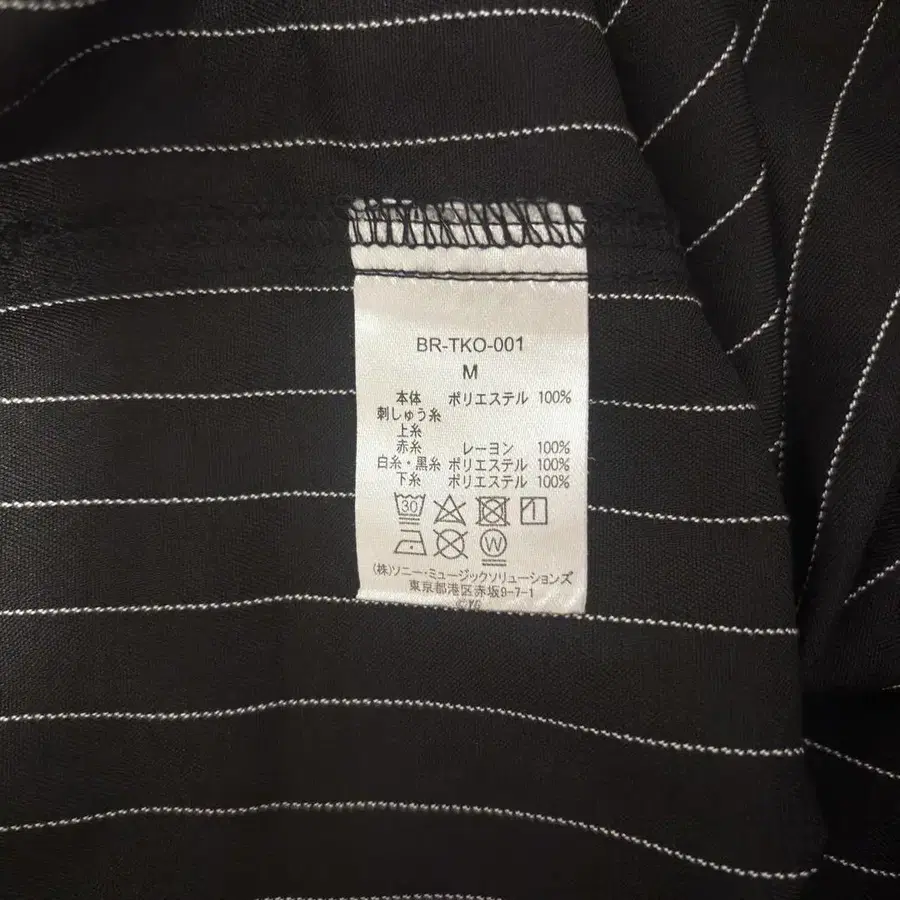 BR-TKO-001
M
本体 ポリエステル 100%
刺しゅう糸
上糸
赤糸 レーヨン 100%
白糸・黒糸 ポリエステル 100%
下糸 ポリエステル 100%
30
W
(株)ソニー・ミュージックソリューションズ
東京都港区赤坂9-7-1